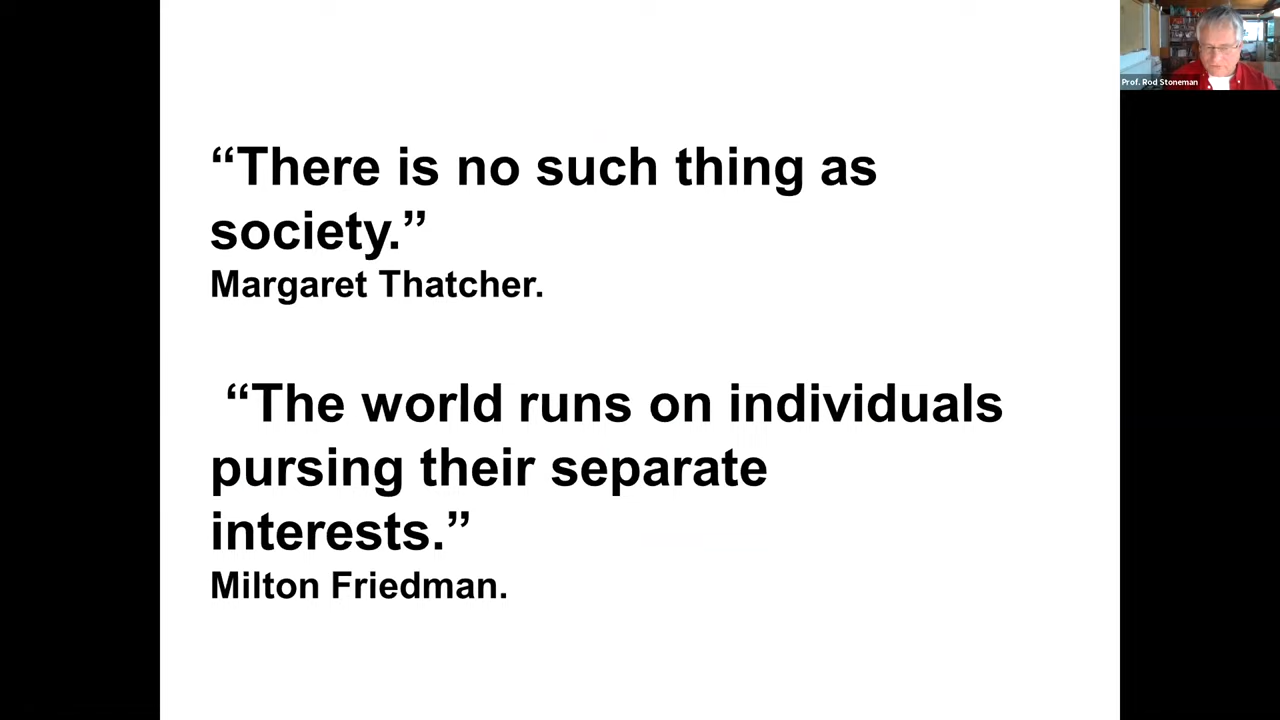 Prof. Rod Stoneman
“There is no such thing as
society.”
Margaret Thatcher.
“The world runs on individuals
pursing their separate
interests.”
Milton Friedman.